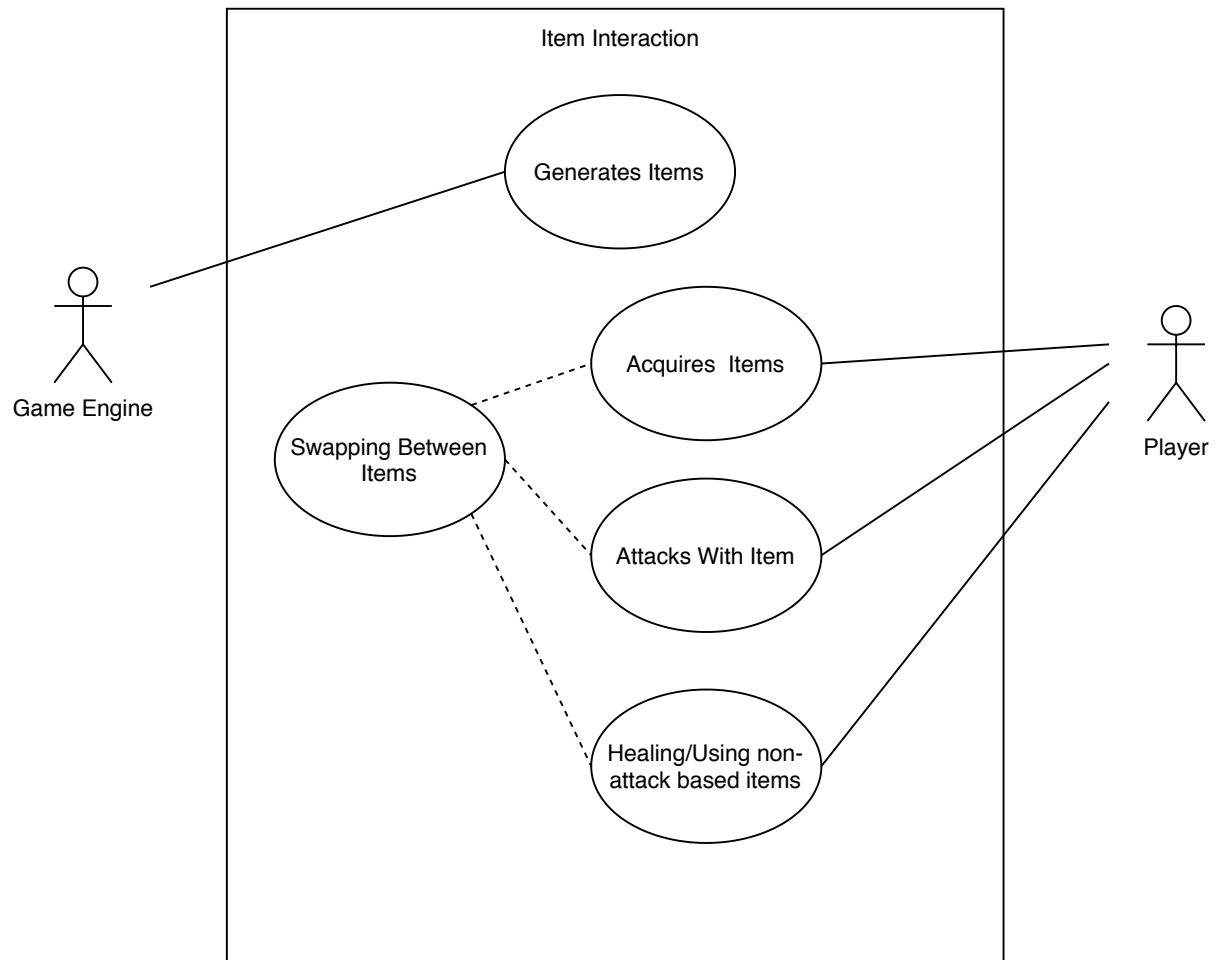 Item Interaction
Generates Items
Acquires  Items
Game Engine
Swapping Between
Items
Player
Attacks With Item
Healing/Using non-
attack based items